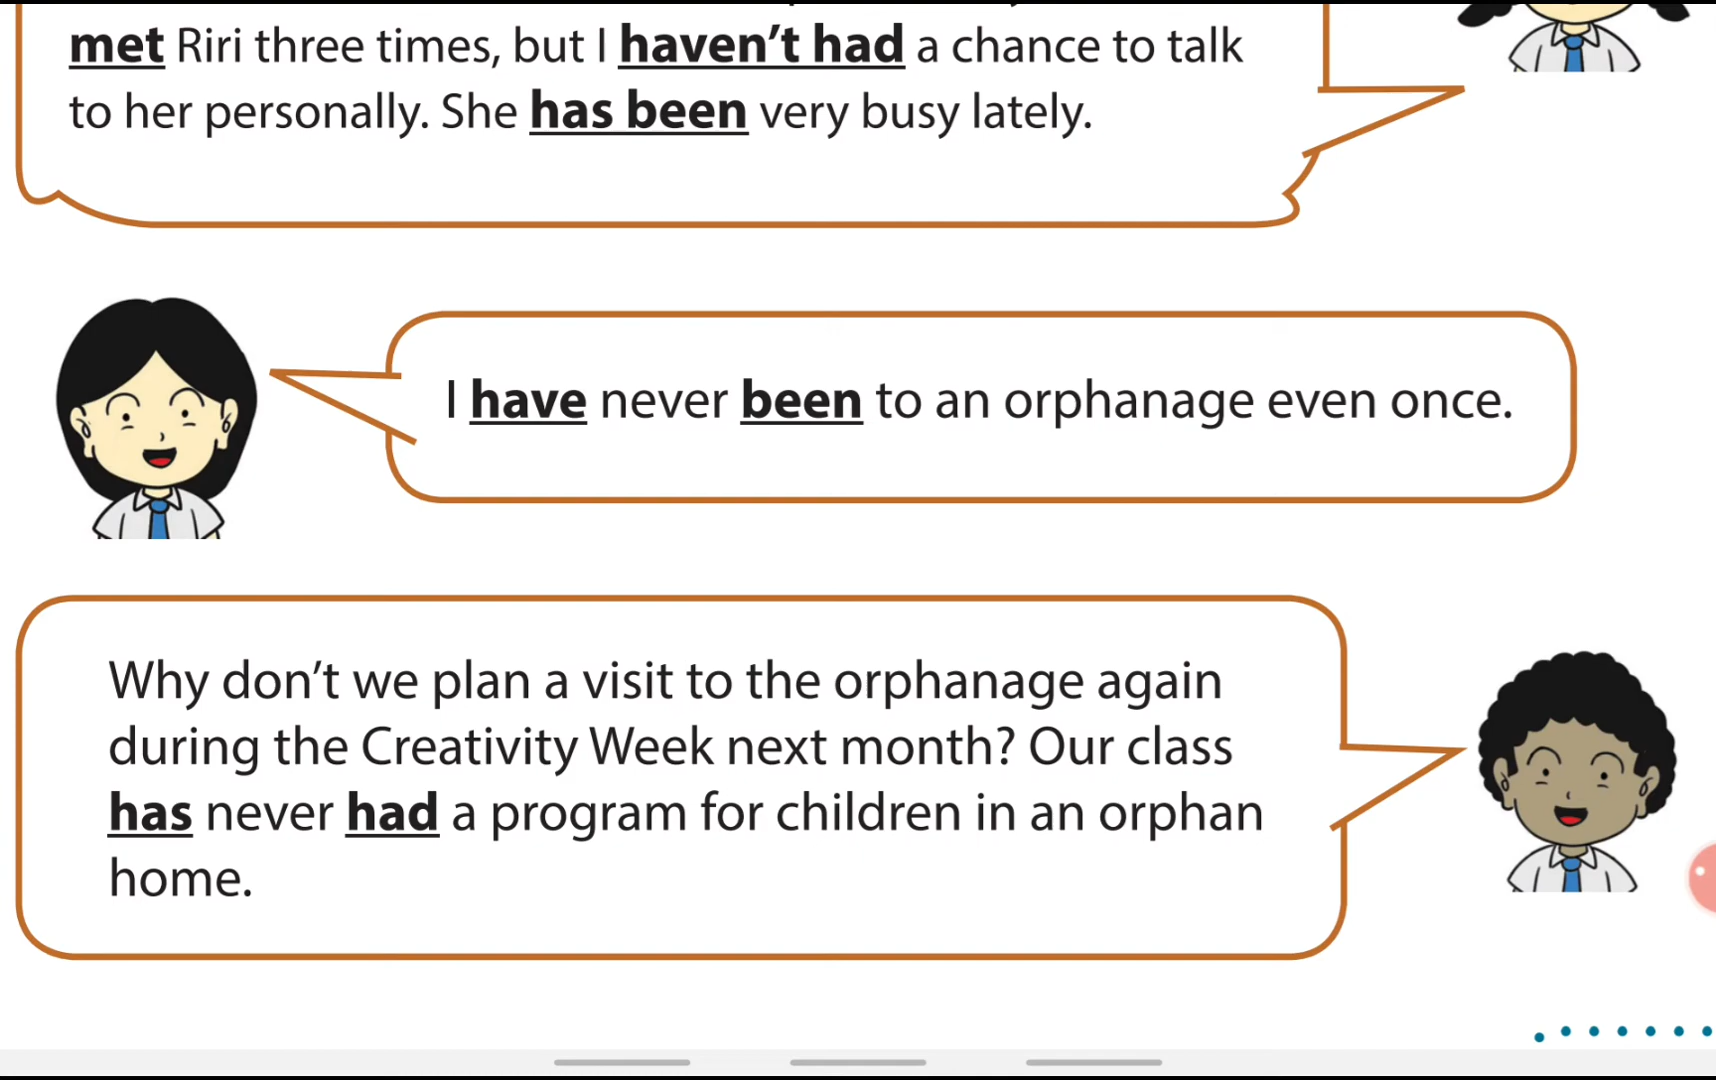 met Riri three times, but I haven’t had a chance to talk
to her personally. She has been very busy lately.
I have never been to an orphanage even once.
Why don’t we plan a visit to the orphanage again
during the Creativity Week next month? Our class
has never had a program for children in an orphan
home.